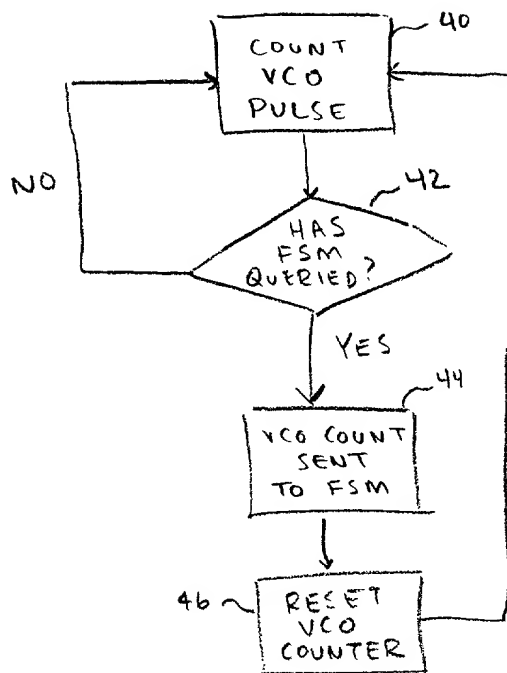 40
COUNT
VCO
PULSE
NO
42
HAS
FSM
QUERIED?
YES
44
VCO COUNT
SENT
TO FSM
46
RESET
VCO
COUNTER